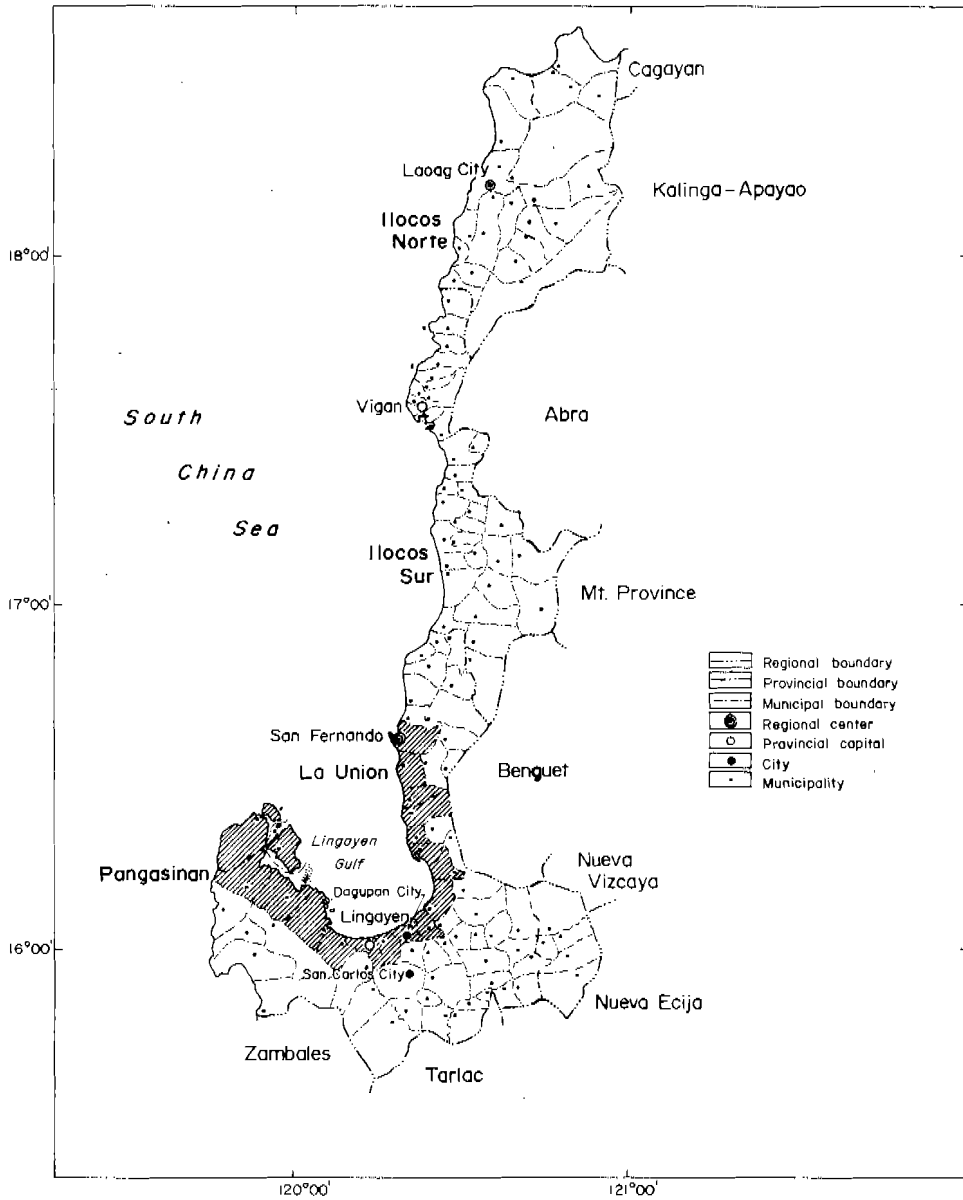 Cagayan
Laoag City
Kalinga-Apayao
Ilocos
Norte
18°00'
Vigan
Abra
South
China
Sea
Ilocos
Sur
Mt. Province
17°00'
Regional boundary
Provincial boundary
Municipal boundary
Regional center
Provincial capital
City
Municipality
San Fernando
La Union
Benguet
Lingayen
Gulf
Pangasinan
Nueva
Vizcaya
Dagupan City
Lingayen
16°00'
San Carlos City
Nueva Ecija
Zambales
Tarlac
120°00'
121°00'